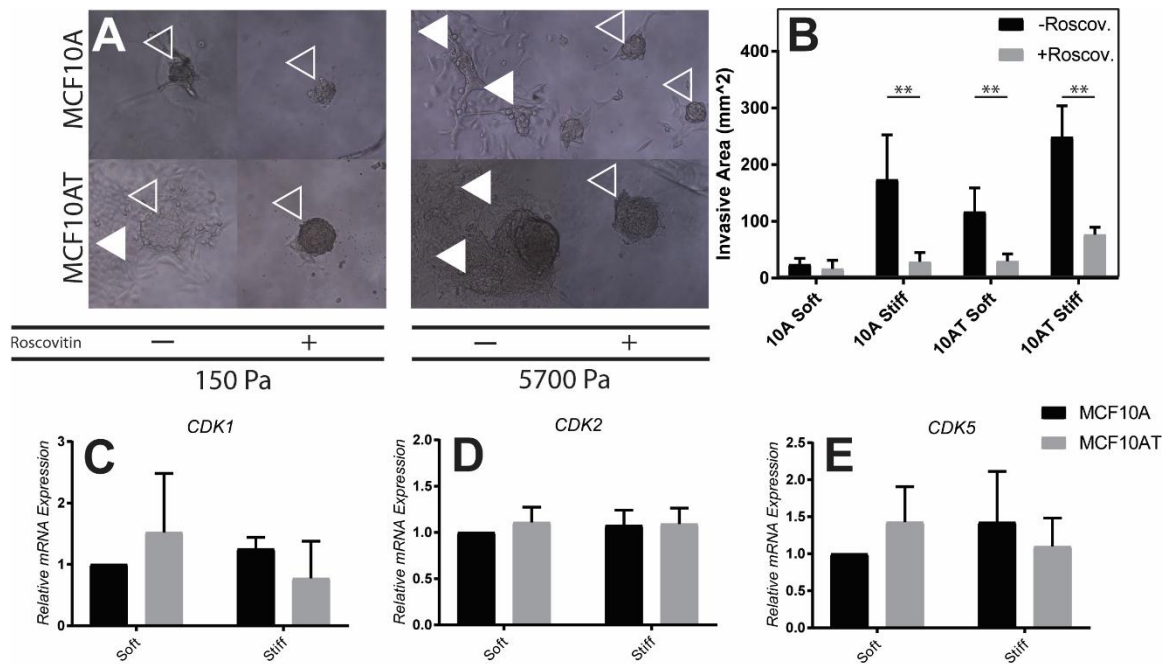 A
MCF10A
MCF10AT
Roscovitin
— +
— +
150 Pa
5700 Pa
B
-Roscov.
+Roscov.
Invasive Area (mm^2)
400
300
200
100
0
**
**
**
10A Soft
10A Stiff
10AT Soft
10AT Stiff
C
CDK1
Relative mRNA Expression
3
2
1
0
Soft
Stiff
D
CDK2
Relative mRNA Expression
2.0
1.5
1.0
0.5
0.0
Soft
Stiff
E
CDK5
Relative mRNA Expression
2.5
2.0
1.5
1.0
0.5
0.0
Soft
Stiff
MCF10A
MCF10AT